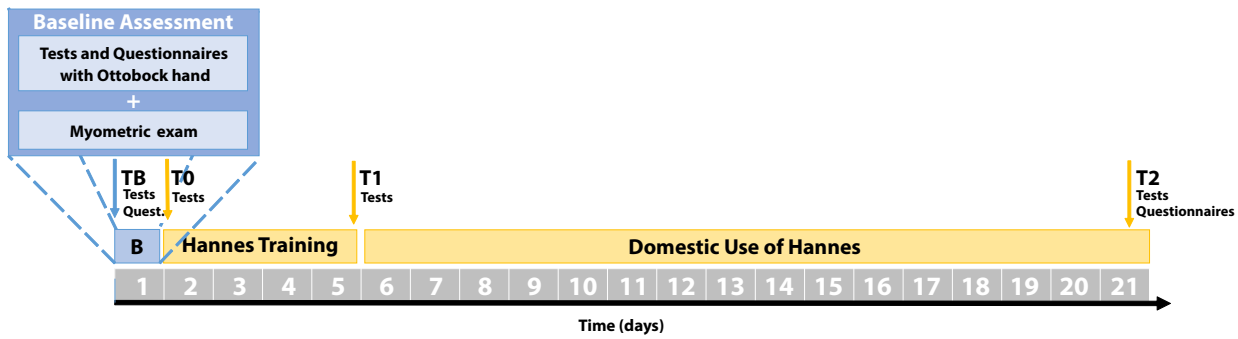 Baseline Assessment
Tests and Questionnaires
with Ottobock hand
+
Myometric exam
TB
Tests
Quest.
T0
Tests
T1
Tests
T2
Tests
Questionnaires
B
Hannes Training
Domestic Use of Hannes
1 2 3 4 5 6 7 8 9 10 11 12 13 14 15 16 17 18 19 20 21
Time (days)